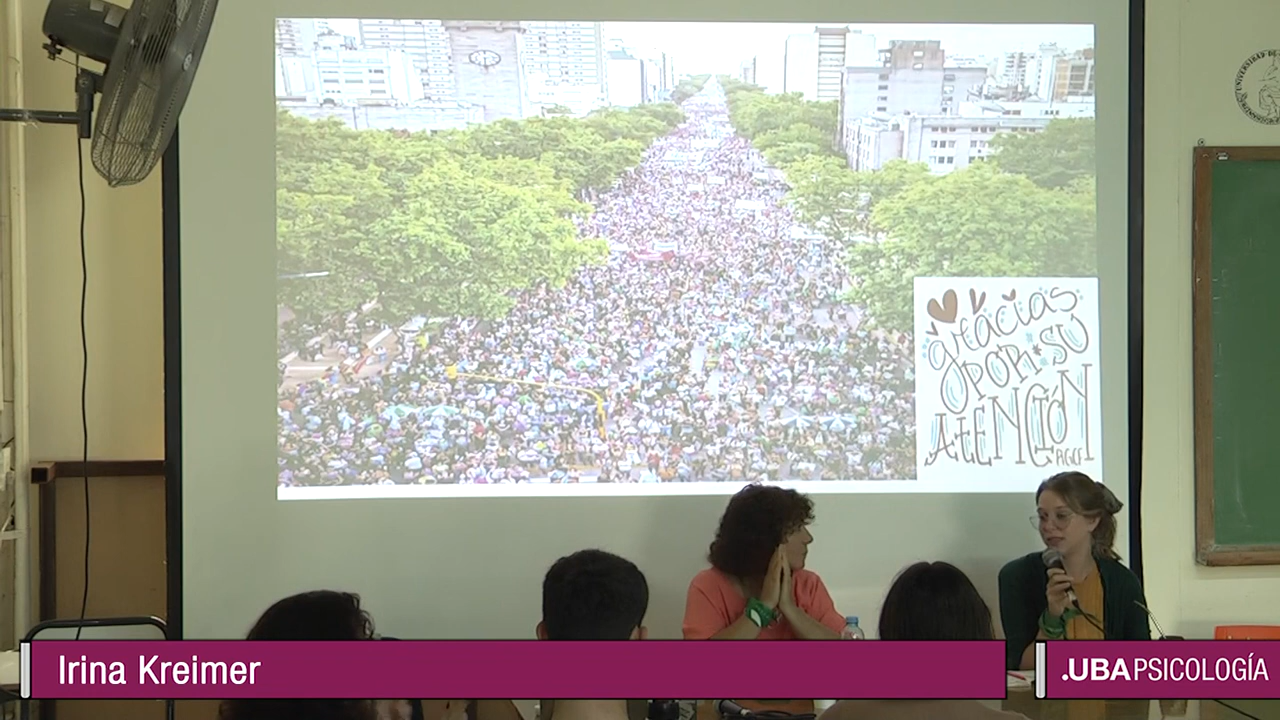 gracias
POR SU
ATENCIÓN
Irina Kreimer
.UBAPSICOLOGÍA